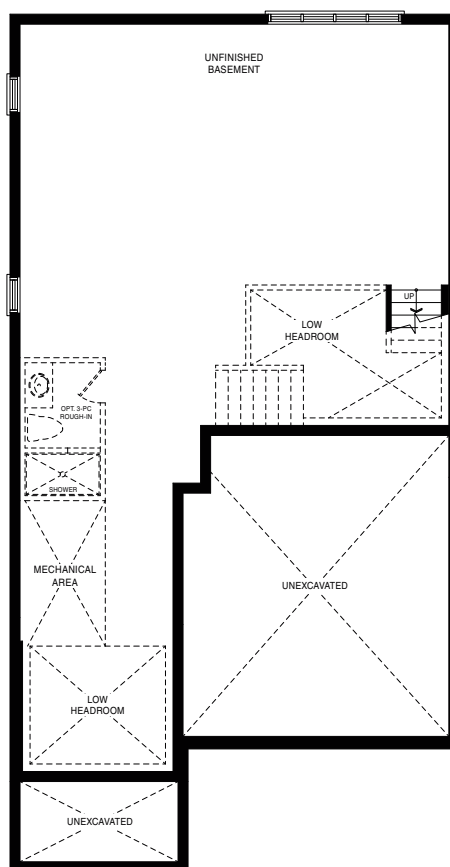 UNFINISHED
BASEMENT
UP
LOW
HEADROOM
OPT. 3-PC
ROUGH-IN
SHOWER
MECHANICAL
AREA
UNEXCAVATED
LOW
HEADROOM
UNEXCAVATED